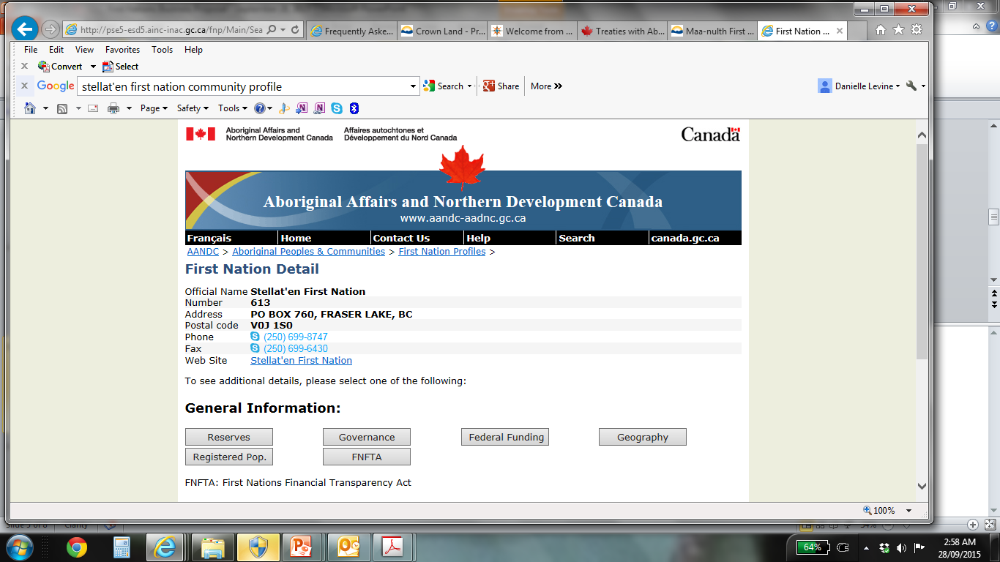 http://pse5-esd5.ainc-inac.gc.ca/fnp/Main/Sea
Frequently Aske...
Crown Land - Pr...
Welcome from ...
Treaties with Ab...
Maa-nulth First ...
First Nation ...
File Edit View Favorites Tools Help
x Convert Select
x Google stellat'en first nation community profile Search Share More »
Danielle Levine
Page Safety Tools
Aboriginal Affairs and
Northern Development Canada
Affaires autochtones et
Développement du Nord Canada
Canada
Aboriginal Affairs and Northern Development Canada
www.aandc-aadnc.gc.ca
Français Home Contact Us Help Search canada.gc.ca
AANDC > Aboriginal Peoples & Communities > First Nation Profiles >
First Nation Detail
Official Name Stellat'en First Nation
Number 613
Address PO BOX 760, FRASER LAKE, BC
Postal code V0J 1S0
Phone (250) 699-8747
Fax (250) 699-6430
Web Site Stellat'en First Nation
To see additional details, please select one of the following:
General Information:
Reserves Governance Federal Funding Geography
Registered Pop. FNFTA
FNFTA: First Nations Financial Transparency Act
100%
64%
2:58 AM
28/09/2015